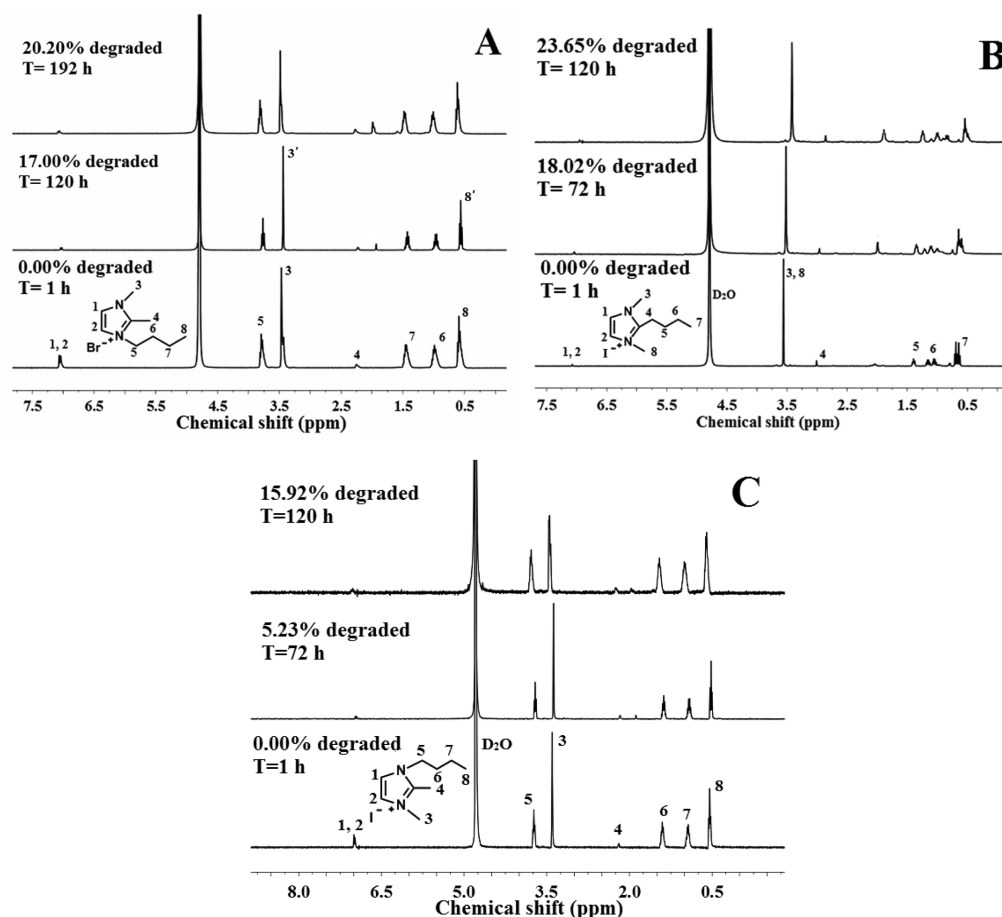 A
20.20% degraded
T= 192 h
17.00% degraded
T= 120 h
3′
8′
0.00% degraded
T= 1 h
1
2
N
3
4
N
+
Br⁻
5
6
7
8
1, 2
5
3
4
7
6
8
7.5 6.5 5.5 4.5 3.5 2.5 1.5 0.5
Chemical shift (ppm)
B
23.65% degraded
T= 120 h
18.02% degraded
T= 72 h
0.00% degraded
T= 1 h
1
2
N
3
4
5
6
7
N
+
I⁻
8
D₂O
3, 8
1, 2
4
5
6
7
7.5 6.5 5.5 4.5 3.5 2.5 1.5 0.5
Chemical shift (ppm)
C
15.92% degraded
T=120 h
5.23% degraded
T=72 h
0.00% degraded
T=1 h
5
7
6
8
1
N
4
2
N
+
I⁻
3
D₂O
1, 2
5
3
4
6
7
8
8.0 6.5 5.0 3.5 2.0 0.5
Chemical shift (ppm)